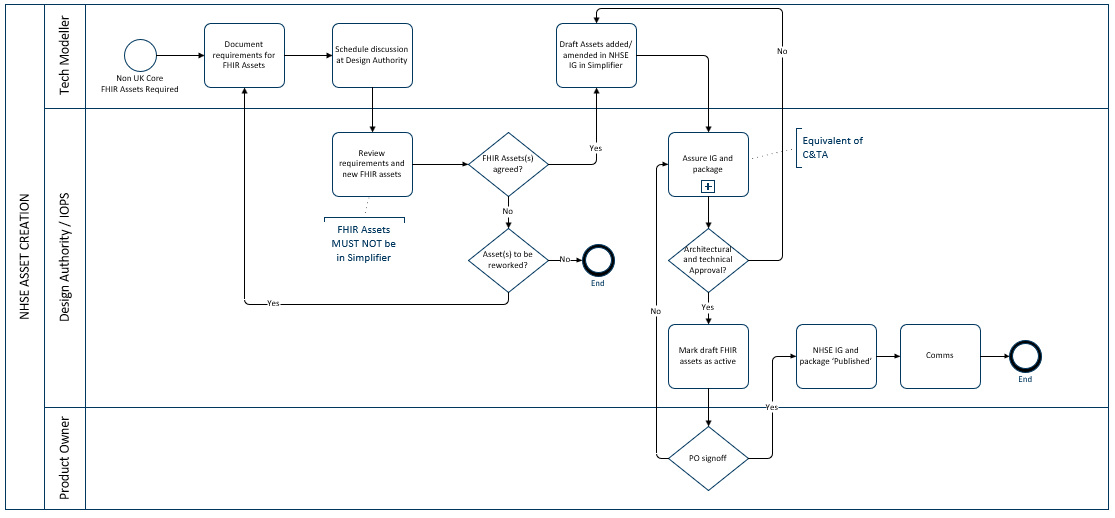 NHSE ASSET CREATION
Tech Modeller
Non UK Core
FHIR Assets Required
Document
requirements for
FHIR Assets
Schedule discussion
at Design Authority
Draft Assets added/
amended in NHSE
IG in Simplifier
No
Design Authority / IOPS
Review
requirements and
new FHIR assets
FHIR Assets
MUST NOT be
in Simplifier
FHIR Assets(s)
agreed?
Yes
No
Asset(s) to be
reworked?
No
End
Yes
Assure IG and
package
Equivalent of
C&TA
Architectural
and technical
Approval?
Yes
No
Mark draft FHIR
assets as active
NHSE IG and
package 'Published'
Comms
End
Yes
Product Owner
PO signoff